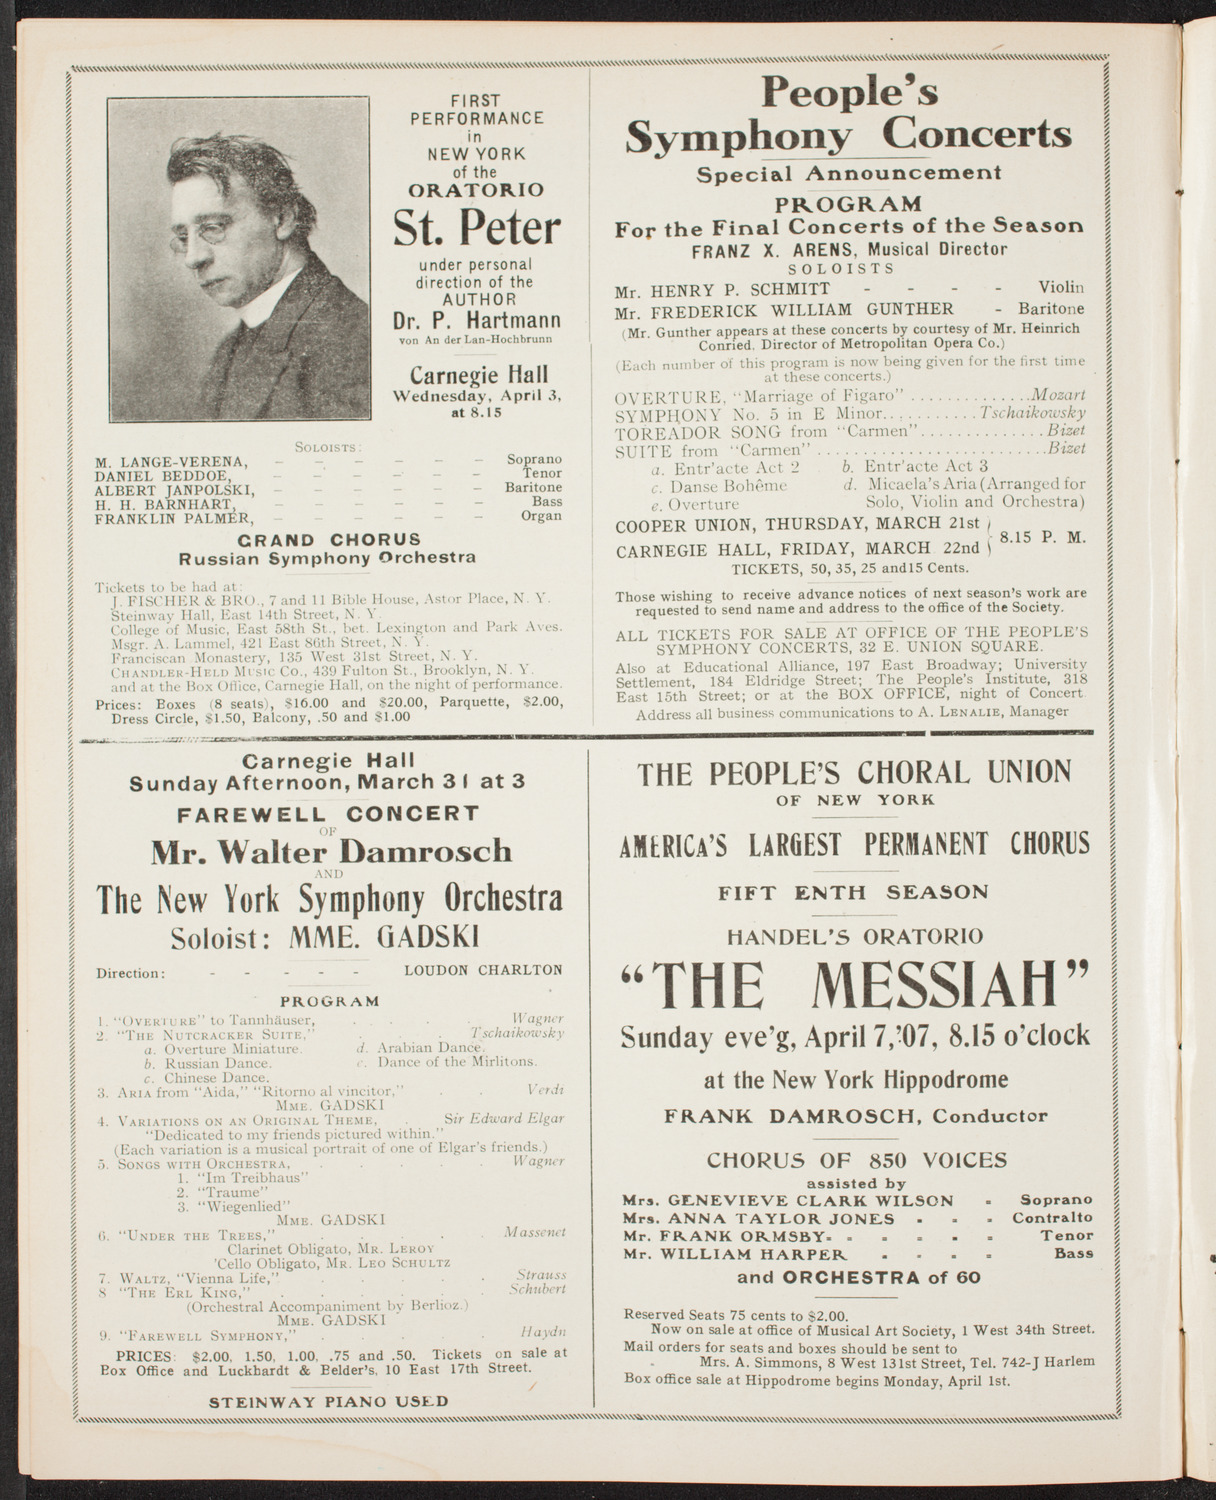 FIRST
PERFORMANCE
in
NEW YORK
of the
ORATORIO
St. Peter
under personal
direction of the
AUTHOR
Dr. P. Hartmann
von An der Lan-Hochbrunn
Carnegie Hall
Wednesday, April 3,
at 8.15
SOLOISTS:
M. LANGE-VERENA, – – – – – – Soprano
DANIEL BEDDOE, – – – – – – Tenor
ALBERT JANPOLSKI, – – – – – – Baritone
H. H. BARNHART, – – – – – – Bass
FRANKLIN PALMER, – – – – – – Organ
GRAND CHORUS
Russian Symphony Orchestra
Tickets to be had at:
J. FISCHER & BRO., 7 and 11 Bible House, Astor Place, N. Y.
Steinway Hall, East 14th Street, N. Y.
College of Music, East 58th St., bet. Lexington and Park Aves.
Msgr. A. Lammel, 421 East 86th Street, N. Y.
Franciscan Monastery, 135 West 31st Street, N. Y.
CHANDLER-HELD MUSIC CO., 439 Fulton St., Brooklyn, N. Y.
and at the Box Office, Carnegie Hall, on the night of performance.
Prices: Boxes (8 seats), $16.00 and $20.00, Parquette, $2.00,
Dress Circle, $1.50, Balcony, .50 and $1.00
People's
Symphony Concerts
Special Announcement
PROGRAM
For the Final Concerts of the Season
FRANZ X. ARENS, Musical Director
SOLOISTS
Mr. HENRY P. SCHMITT - - - - Violin
Mr. FREDERICK WILLIAM GUNTHER - Baritone
(Mr. Gunther appears at these concerts by courtesy of Mr. Heinrich
Conried, Director of Metropolitan Opera Co.)
(Each number of this program is now being given for the first time
at these concerts.)
OVERTURE, "Marriage of Figaro" ..............Mozart
SYMPHONY No. 5 in E Minor...........Tschaikowsky
TOREADOR SONG from "Carmen"..............Bizet
SUITE from "Carmen" ..........................Bizet
a. Entr'acte Act 2 b. Entr'acte Act 3
c. Danse Bohême d. Micaela's Aria (Arranged for
e. Overture Solo, Violin and Orchestra)
COOPER UNION, THURSDAY, MARCH 21st
CARNEGIE HALL, FRIDAY, MARCH 22nd } 8.15 P. M.
TICKETS, 50, 35, 25 and 15 Cents.
Those wishing to receive advance notices of next season's work are
requested to send name and address to the office of the Society.
ALL TICKETS FOR SALE AT OFFICE OF THE PEOPLE'S
SYMPHONY CONCERTS, 32 E. UNION SQUARE.
Also at Educational Alliance, 197 East Broadway; University
Settlement, 184 Eldridge Street; The People's Institute, 318
East 15th Street; or at the BOX OFFICE, night of Concert
Address all business communications to A. LENALIE, Manager
Carnegie Hall
Sunday Afternoon, March 31 at 3
FAREWELL CONCERT
OF
Mr. Walter Damrosch
AND
The New York Symphony Orchestra
Soloist: MME. GADSKI
Direction: - - - - - LOUDON CHARLTON
PROGRAM
1. "OVERTURE" to Tannhäuser, . . . . Wagner
2. "THE NUTCRACKER SUITE," . . . Tschaikowsky
a. Overture Miniature. d. Arabian Dance.
b. Russian Dance. e. Dance of the Mirlitons.
c. Chinese Dance.
3. ARIA from "Aida," "Ritorno al vincitor," . . Verdi
MME. GADSKI
4. VARIATIONS ON AN ORIGINAL THEME, . Sir Edward Elgar
"Dedicated to my friends pictured within."
(Each variation is a musical portrait of one of Elgar's friends.)
5. SONGS WITH ORCHESTRA, . . . . . Wagner
1. "Im Treibhaus"
2. "Traume"
3. "Wiegenlied"
MME. GADSKI
6. "UNDER THE TREES," . . . . . Massenet
Clarinet Obligato, MR. LEROY
'Cello Obligato, MR. LEO SCHULTZ
7. WALTZ, "Vienna Life," . . . . . Strauss
8 "THE ERL KING," . . . . . . Schubert
(Orchestral Accompaniment by Berlioz.)
MME. GADSKI
9. "FAREWELL SYMPHONY," . . . . . Haydn
PRICES: $2.00, 1.50, 1.00, .75 and .50. Tickets on sale at
Box Office and Luckhardt & Belder's, 10 East 17th Street.
STEINWAY PIANO USED
THE PEOPLE'S CHORAL UNION
OF NEW YORK
AMERICA'S LARGEST PERMANENT CHORUS
FIFT ENTH SEASON
HANDEL'S ORATORIO
"THE MESSIAH"
Sunday eve'g, April 7,'07, 8.15 o'clock
at the New York Hippodrome
FRANK DAMROSCH, Conductor
CHORUS OF 850 VOICES
assisted by
Mrs. GENEVIEVE CLARK WILSON - Soprano
Mrs. ANNA TAYLOR JONES - - - Contralto
Mr. FRANK ORMSBY- - - - - - Tenor
Mr. WILLIAM HARPER - - - - Bass
and ORCHESTRA of 60
Reserved Seats 75 cents to $2.00.
Now on sale at office of Musical Art Society, 1 West 34th Street.
Mail orders for seats and boxes should be sent to
Mrs. A. Simmons, 8 West 131st Street, Tel. 742-J Harlem
Box office sale at Hippodrome begins Monday, April 1st.